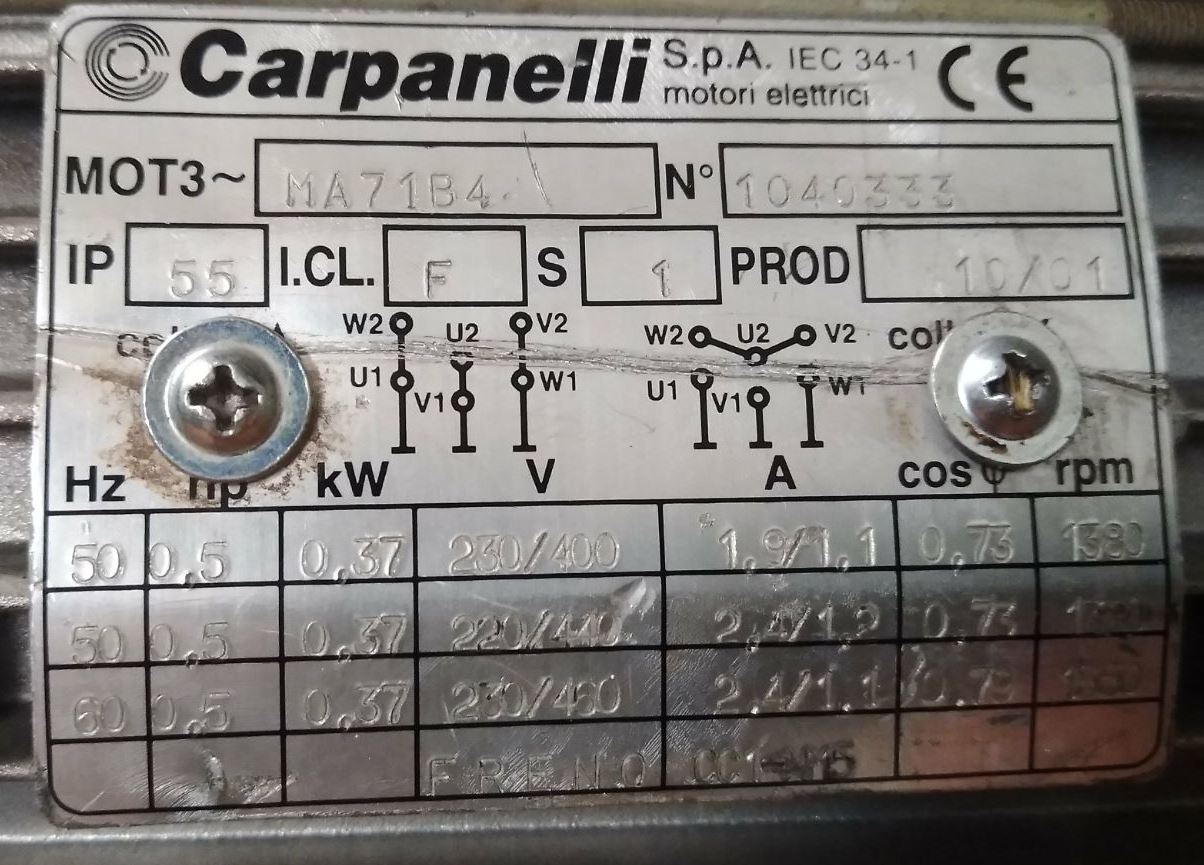 Carpanelli S.p.A. IEC 34-1 CE
motori elettrici
MOT3~ MA71B4 N° 1040333
IP 55 I.CL. F S 1 PROD 10/01
W2 U2 V2 W2 U2 V2
U1 V1 W1 U1 V1 W1
Hz hp kW V A cos φ rpm
50 0,5 0,37 230/400 1,9/1,1 0,73 1380
50 0,5 0,37 2,4/1,2 0,73
60 0,5 0,37 230/460 2,4/1,1
FRENO